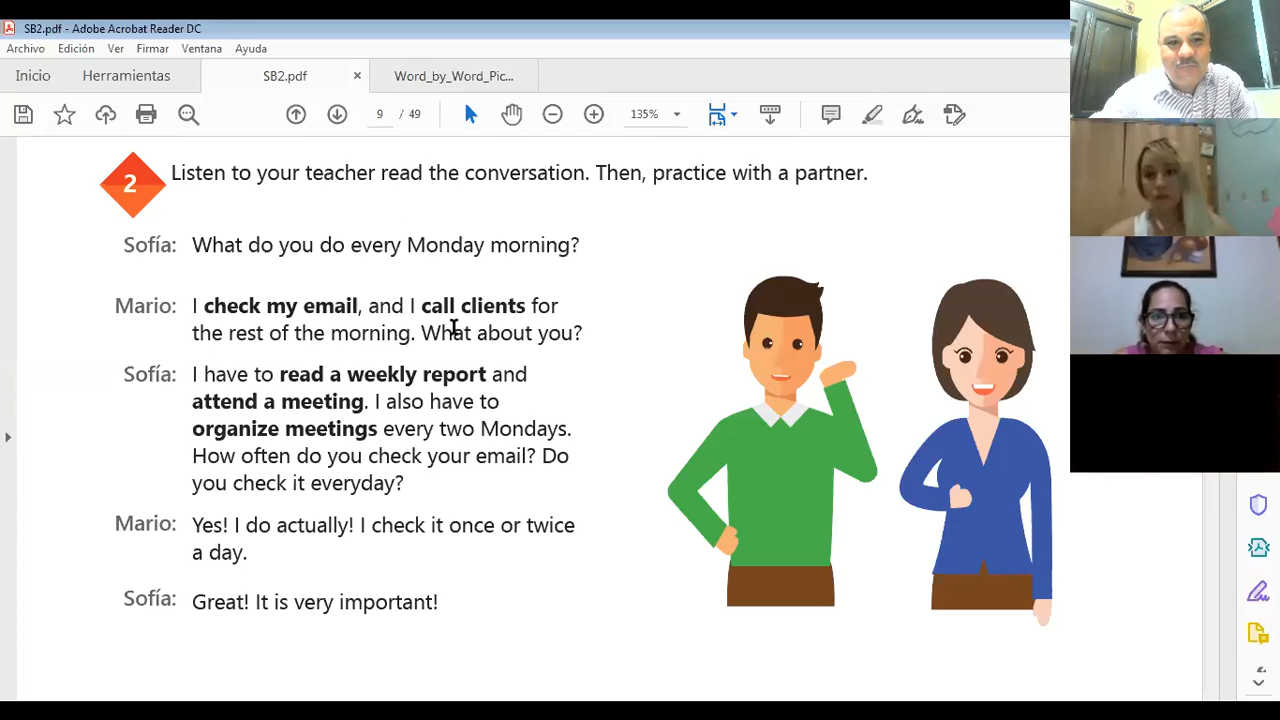 SB2.pdf - Adobe Acrobat Reader DC
Archivo Edición Ver Firmar Ventana Ayuda
Inicio Herramientas SB2.pdf × Word_by_Word_Pic...
9 / 49 135%
2 Listen to your teacher read the conversation. Then, practice with a partner.
Sofía: What do you do every Monday morning?
Mario: I check my email, and I call clients for
the rest of the morning. What about you?
Sofía: I have to read a weekly report and
attend a meeting. I also have to
organize meetings every two Mondays.
How often do you check your email? Do
you check it everyday?
Mario: Yes! I do actually! I check it once or twice
a day.
Sofía: Great! It is very important!